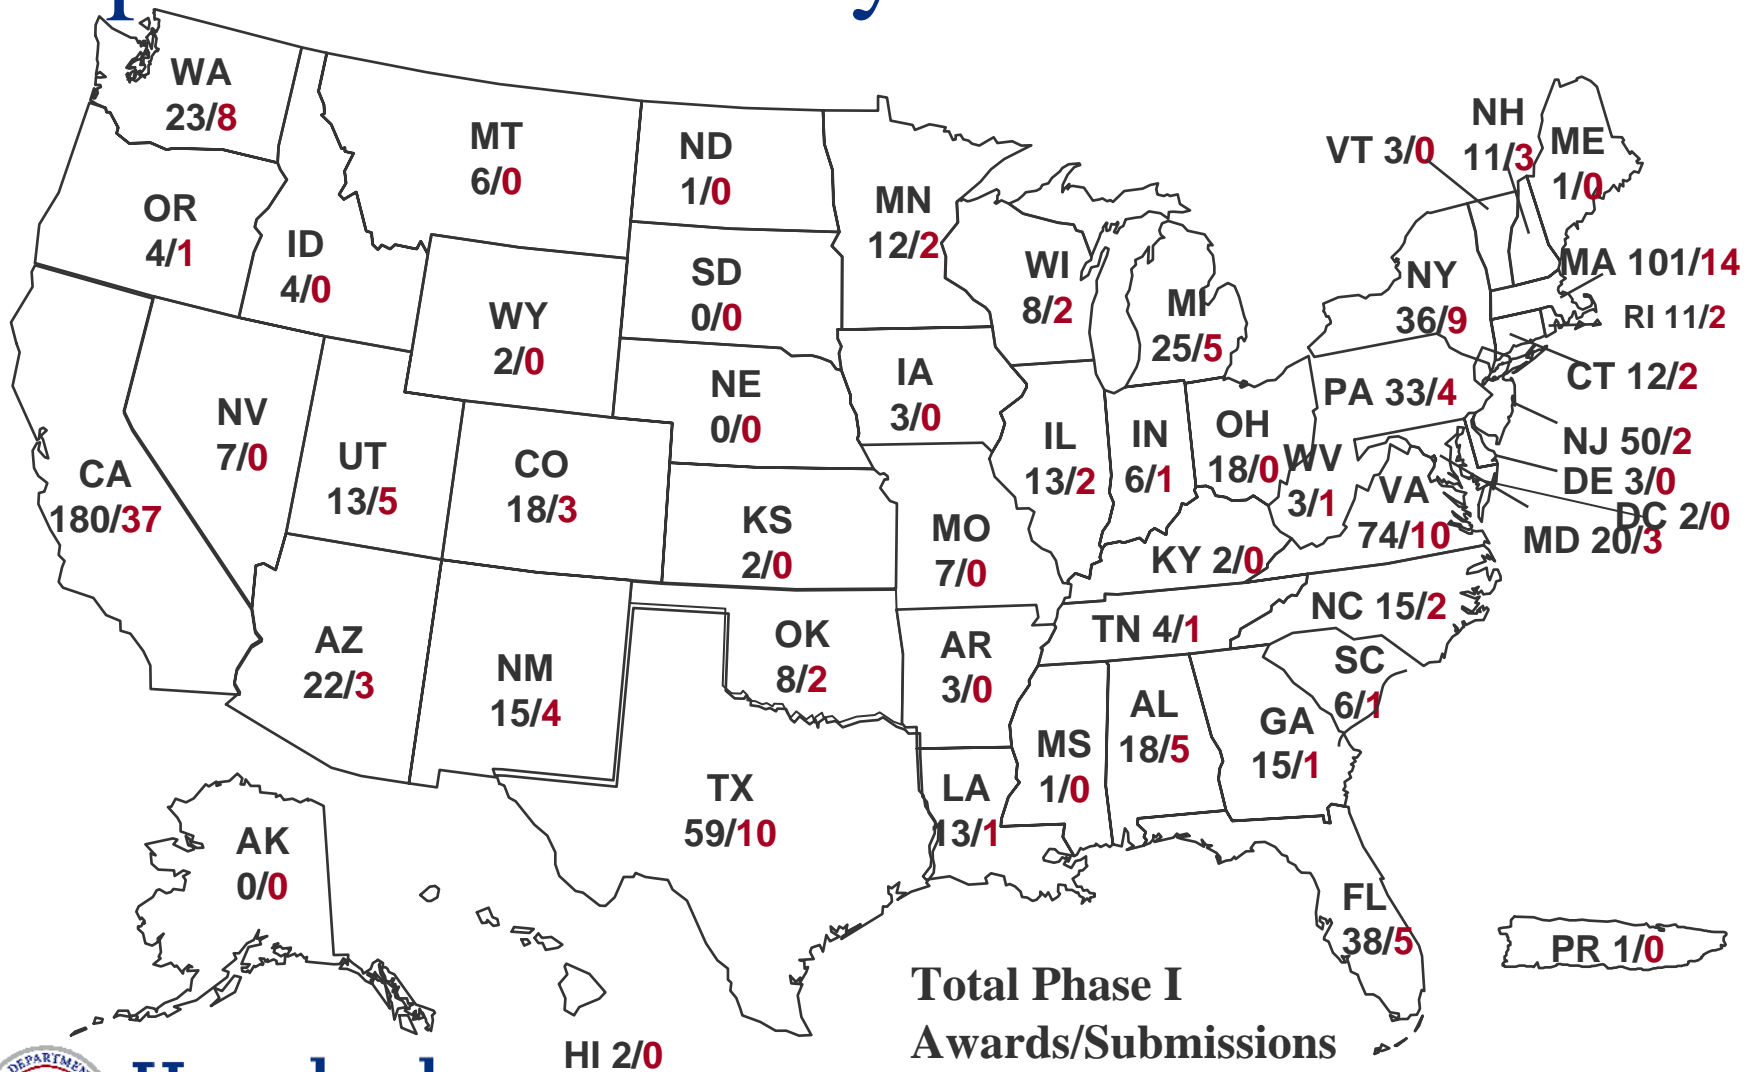 WA
23/8
MT
6/0
ND
1/0
MN
12/2
NH
11/3
VT 3/0
ME
1/0
OR
4/1
ID
4/0
SD
0/0
WI
8/2
MI
25/5
NY
36/9
MA 101/14
RI 11/2
WY
2/0
NE
0/0
IA
3/0
PA 33/4
CT 12/2
NV
7/0
UT
13/5
CO
18/3
IL
13/2
IN
6/1
OH
18/0
WV
3/1
VA
74/10
NJ 50/2
DE 3/0
DC 2/0
MD 20/3
CA
180/37
KS
2/0
MO
7/0
KY 2/0
NC 15/2
TN 4/1
AZ
22/3
NM
15/4
OK
8/2
AR
3/0
SC
6/1
MS
1/0
AL
18/5
GA
15/1
TX
59/10
LA
13/1
AK
0/0
FL
38/5
PR 1/0
HI 2/0
Total Phase I
Awards/Submissions